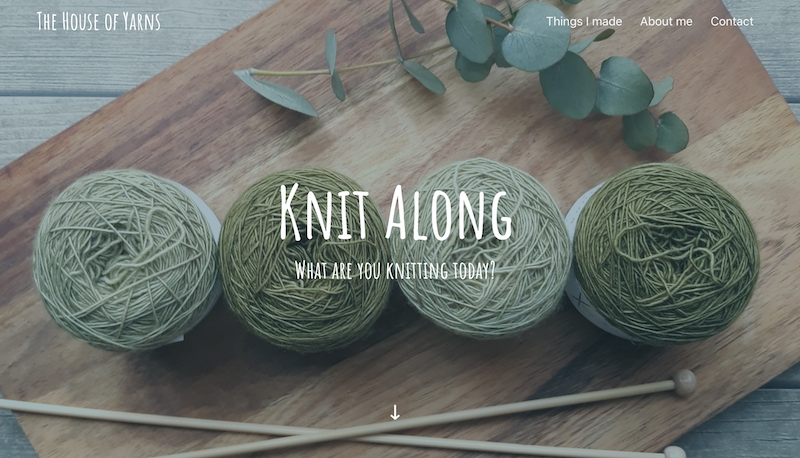 The House of Yarns
Things I made
About me
Contact
Knit Along
What are you knitting today?
↓